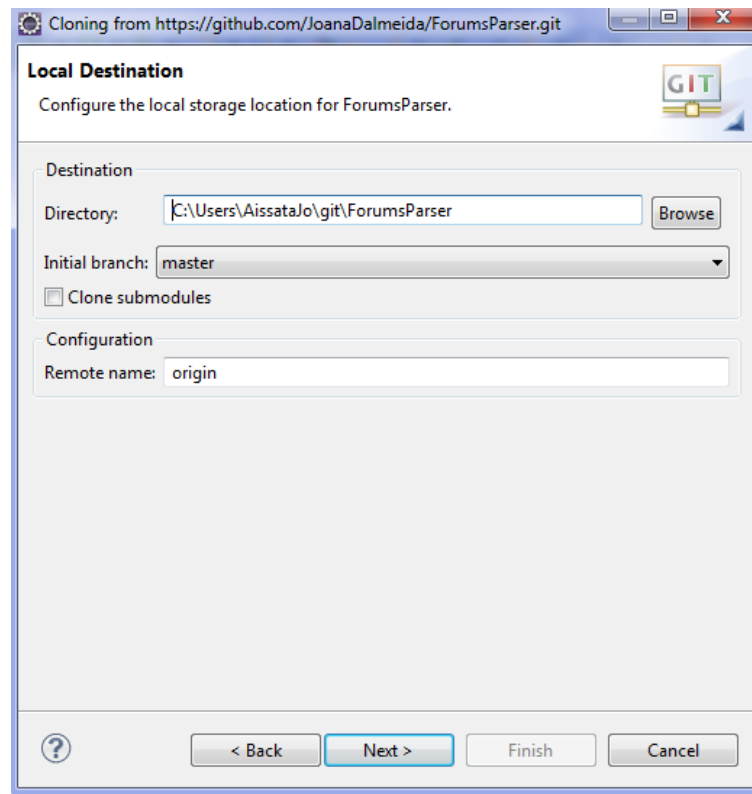 Cloning from https://github.com/JoanaDalmeida/ForumsParser.git
Local Destination
Configure the local storage location for ForumsParser.
GIT
Destination
Directory: C:\Users\AissataJo\git\ForumsParser Browse
Initial branch: master
Clone submodules
Configuration
Remote name: origin
? < Back Next > Finish Cancel